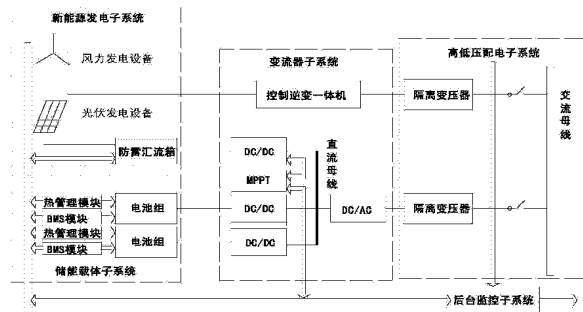 新能源发电子系统
风力发电设备
光伏发电设备
防雷汇流箱
热管理模块
BMS模块
热管理模块
BMS模块
电池组
电池组
储能载体子系统
变流器子系统
控制逆变一体机
DC/DC
MPPT
DC/DC
DC/DC
直流母线
DC/AC
高低压配电子系统
隔离变压器
隔离变压器
交流母线
后台监控子系统